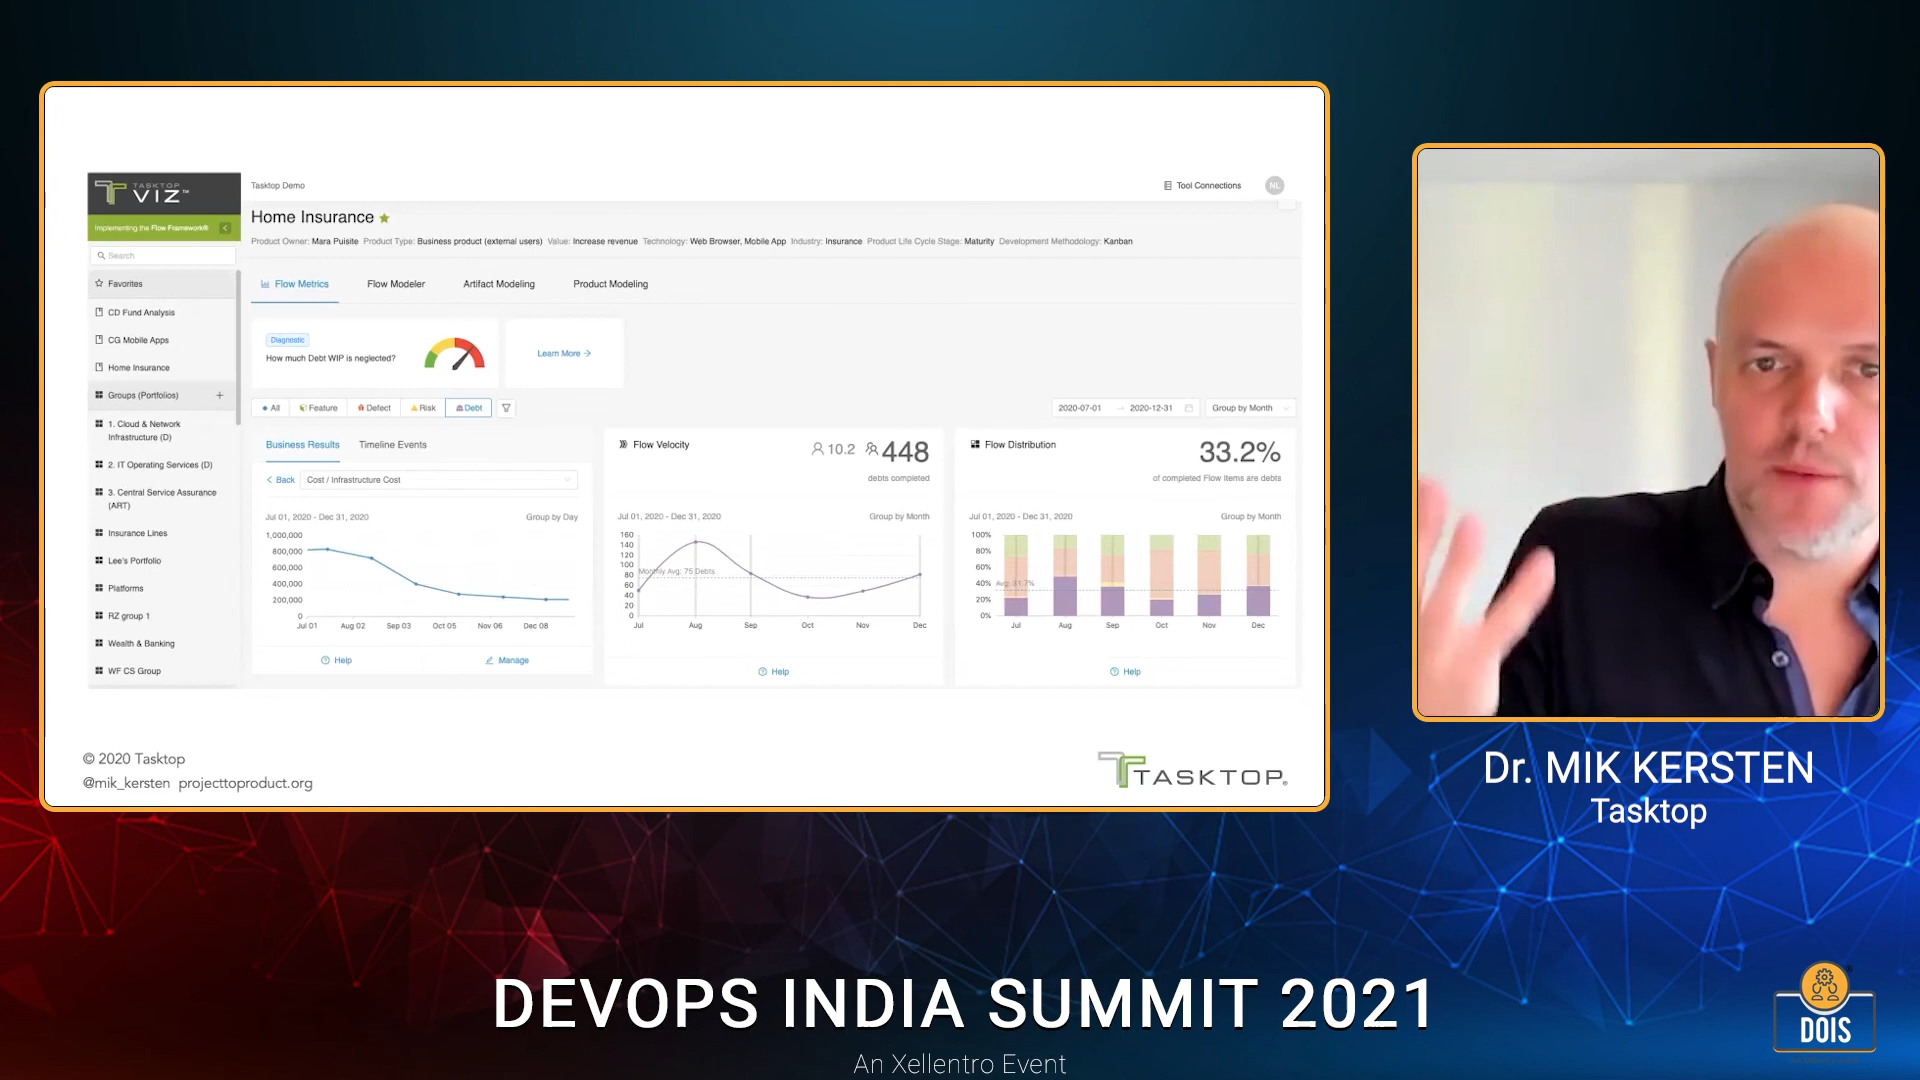 TASKTOP
VIZ™
Implementing the Flow Framework®
Search
Favorites
CD Fund Analysis
CG Mobile Apps
Home Insurance
Groups (Portfolios) +
1. Cloud & Network
Infrastructure (D)
2. IT Operating Services (D)
3. Central Service Assurance
(ART)
Insurance Lines
Lee's Portfolio
Platforms
RZ group 1
Wealth & Banking
WF CS Group
Tasktop Demo
Tool Connections
NL
Home Insurance
Product Owner: Mara Puisite Product Type: Business product (external users) Value: Increase revenue Technology: Web Browser, Mobile App Industry: Insurance Product Life Cycle Stage: Maturity Development Methodology: Kanban
Flow Metrics Flow Modeler Artifact Modeling Product Modeling
Diagnostic
How much Debt WIP is neglected?
Learn More →
All Feature Defect Risk Debt
2020-07-01 → 2020-12-31 Group by Month
Business Results Timeline Events
< Back Cost / Infrastructure Cost
Jul 01, 2020 - Dec 31, 2020 Group by Day
1,000,000
800,000
600,000
400,000
200,000
0
Jul 01 Aug 02 Sep 03 Oct 05 Nov 06 Dec 08
Help Manage
Flow Velocity
10.2 448
debts completed
Jul 01, 2020 - Dec 31, 2020 Group by Month
160
140
120
100
80
60
40
20
0
Monthly Avg: 75 Debts
Jul Aug Sep Oct Nov Dec
Help
Flow Distribution
33.2%
of completed Flow Items are debts
Jul 01, 2020 - Dec 31, 2020 Group by Month
100%
80%
60%
40%
20%
0%
Avg: 31.7%
Jul Aug Sep Oct Nov Dec
Help
© 2020 Tasktop
@mik_kersten projecttoproduct.org
TASKTOP®
Dr. MIK KERSTEN
Tasktop
DEVOPS INDIA SUMMIT 2021
An Xellentro Event
DOIS